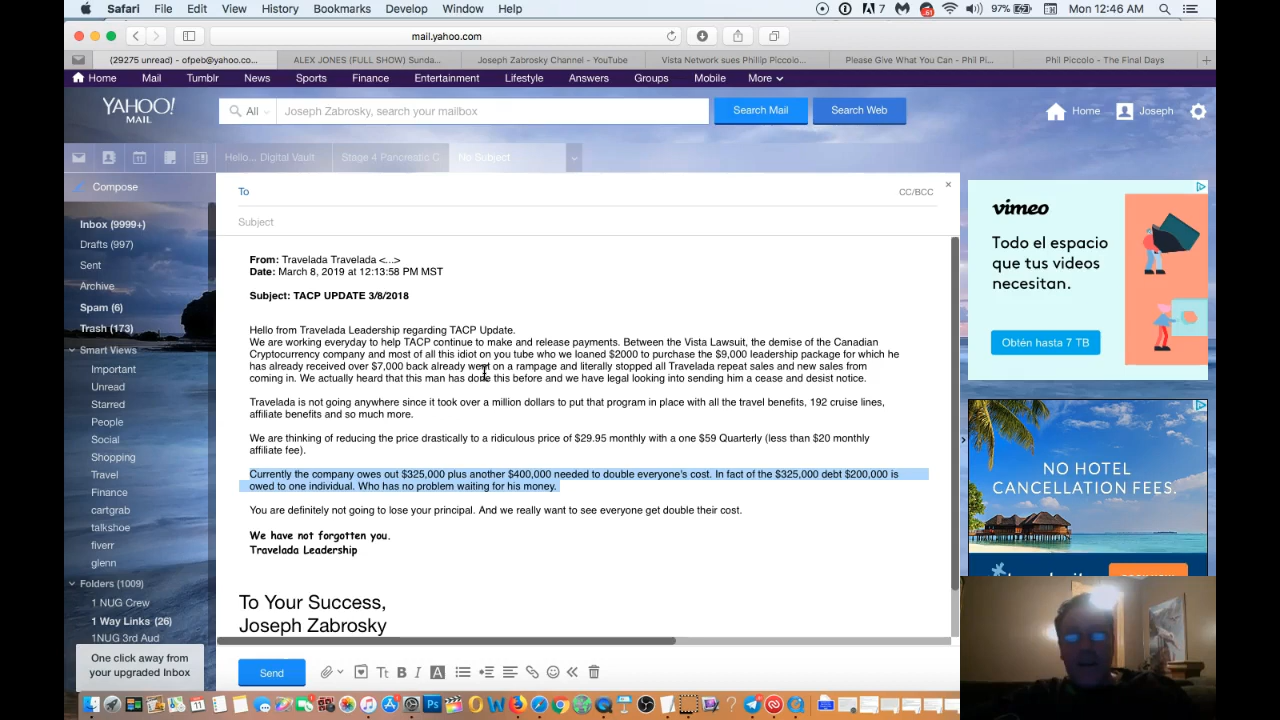 Safari File Edit View History Bookmarks Develop Window Help 7 51 97% Mon 12:46 AM
mail.yahoo.com
(29275 unread) - ofpeb@yahoo.co... ALEX JONES (FULL SHOW) Sunda... Joseph Zabrosky Channel - YouTube Vista Network sues Phillip Piccolo... Please Give What You Can - Phil Pi... Phil Piccolo - The Final Days
Home Mail Tumblr News Sports Finance Entertainment Lifestyle Answers Groups Mobile More
YAHOO!
MAIL
All Joseph Zabrosky, search your mailbox Search Mail Search Web Home Joseph
Hello... Digital Vault Stage 4 Pancreatic C No Subject
Compose
To CC/BCC
Subject
Inbox (9999+)
Drafts (997)
Sent
Archive
Spam (6)
Trash (173)
Smart Views
Important
Unread
Starred
People
Social
Shopping
Travel
Finance
cartgrab
talkshoe
fiverr
glenn
Folders (1009)
1 NUG Crew
1 Way Links (26)
1NUG 3rd Aud
One click away from
your upgraded Inbox
From: Travelada Travelada <...>
Date: March 8, 2019 at 12:13:58 PM MST
Subject: TACP UPDATE 3/8/2018
Hello from Travelada Leadership regarding TACP Update.
We are working everyday to help TACP continue to make and release payments. Between the Vista Lawsuit, the demise of the Canadian
Cryptocurrency company and most of all this idiot on you tube who we loaned $2000 to purchase the $9,000 leadership package for which he
has already received over $7,000 back already went on a rampage and literally stopped all Travelada repeat sales and new sales from
coming in. We actually heard that this man has done this before and we have legal looking into sending him a cease and desist notice.
Travelada is not going anywhere since it took over a million dollars to put that program in place with all the travel benefits, 192 cruise lines,
affiliate benefits and so much more.
We are thinking of reducing the price drastically to a ridiculous price of $29.95 monthly with a one $59 Quarterly (less than $20 monthly
affiliate fee).
Currently the company owes out $325,000 plus another $400,000 needed to double everyone's cost. In fact of the $325,000 debt $200,000 is
owed to one individual. Who has no problem waiting for his money.
You are definitely not going to lose your principal. And we really want to see everyone get double their cost.
We have not forgotten you.
Travelada Leadership
To Your Success,
Joseph Zabrosky
Send
vimeo
Todo el espacio
que tus videos
necesitan.
Obtén hasta 7 TB
NO HOTEL
CANCELLATION FEES.